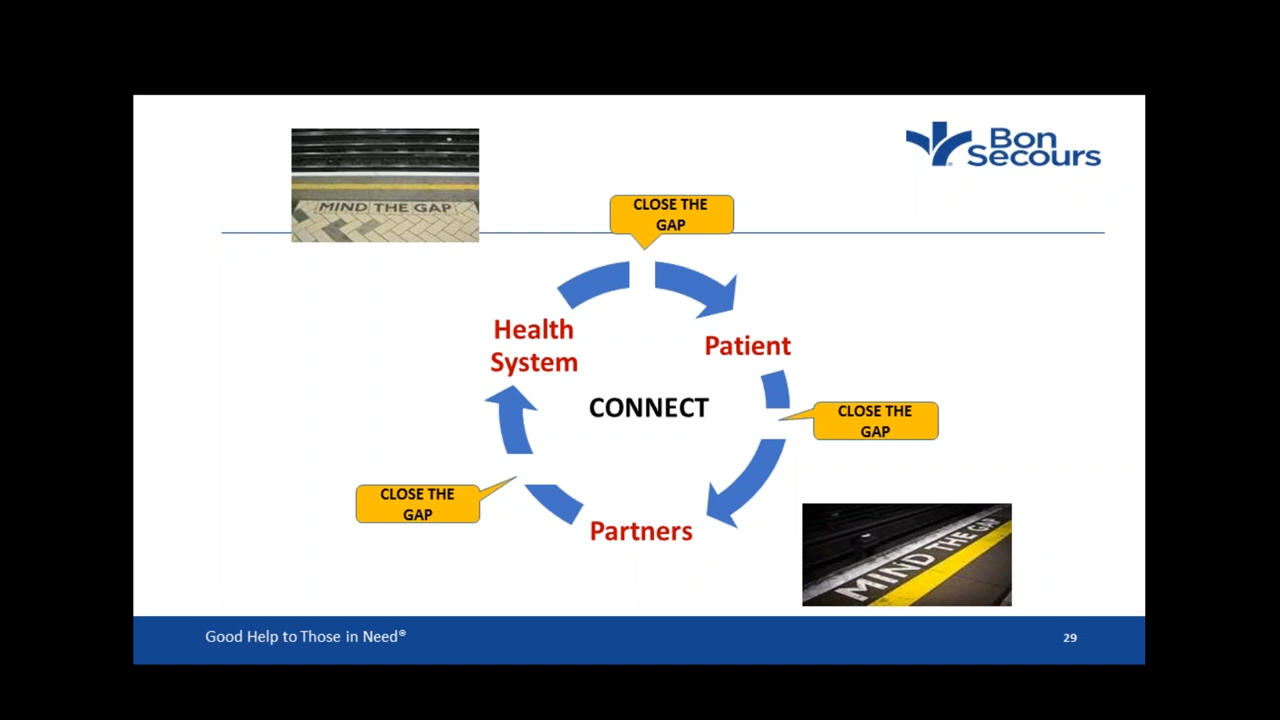 Bon
Secours
MIND THE GAP
CLOSE THE
GAP
Health
System
Patient
CONNECT
CLOSE THE
GAP
CLOSE THE
GAP
Partners
MIND THE GAP
Good Help to Those in Need®
29